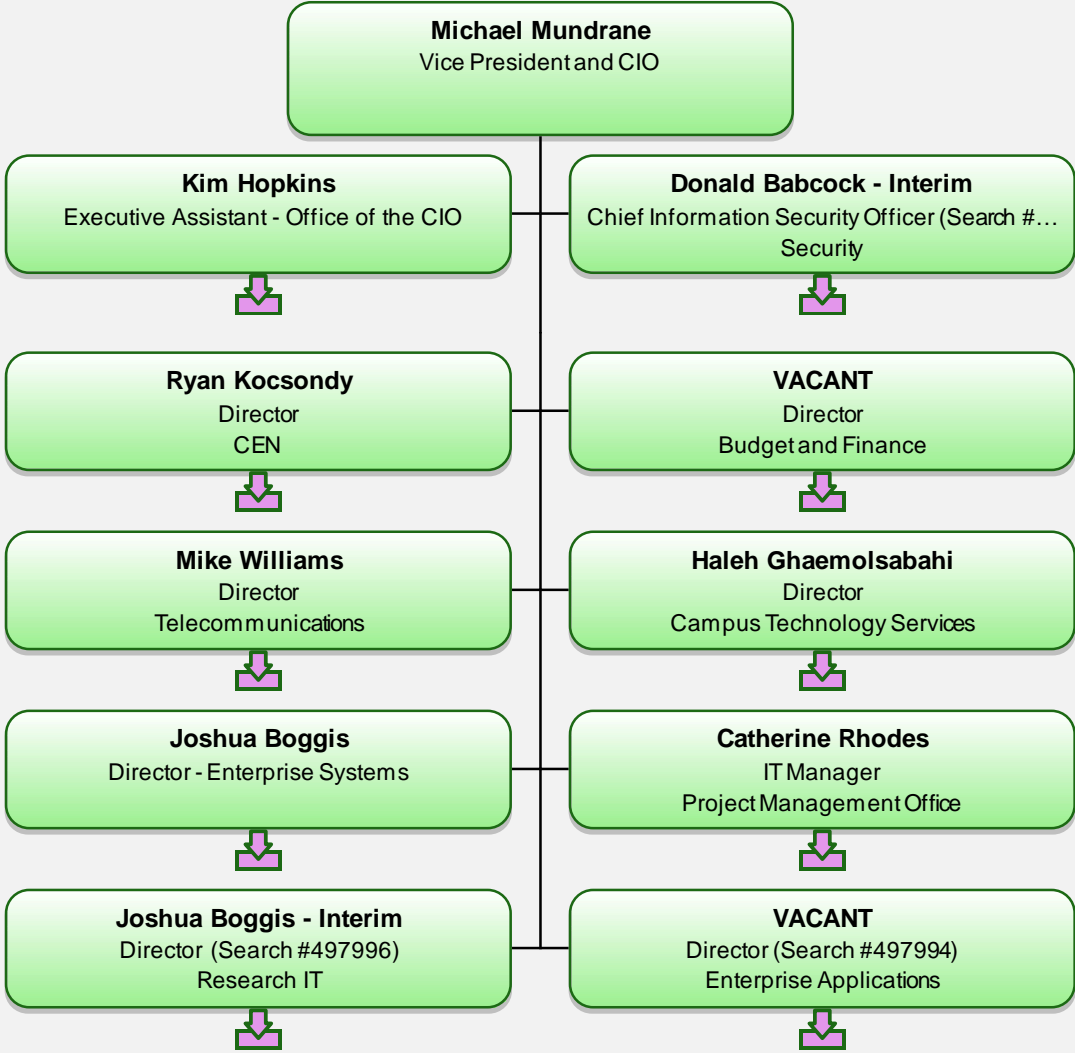 Michael Mundrane
Vice President and CIO
Kim Hopkins
Executive Assistant - Office of the CIO
Donald Babcock - Interim
Chief Information Security Officer (Search #…
Security
Ryan Kocsondy
Director
CEN
VACANT
Director
Budget and Finance
Mike Williams
Director
Telecommunications
Haleh Ghaemolsabahi
Director
Campus Technology Services
Joshua Boggis
Director - Enterprise Systems
Catherine Rhodes
IT Manager
Project Management Office
Joshua Boggis - Interim
Director (Search #497996)
Research IT
VACANT
Director (Search #497994)
Enterprise Applications